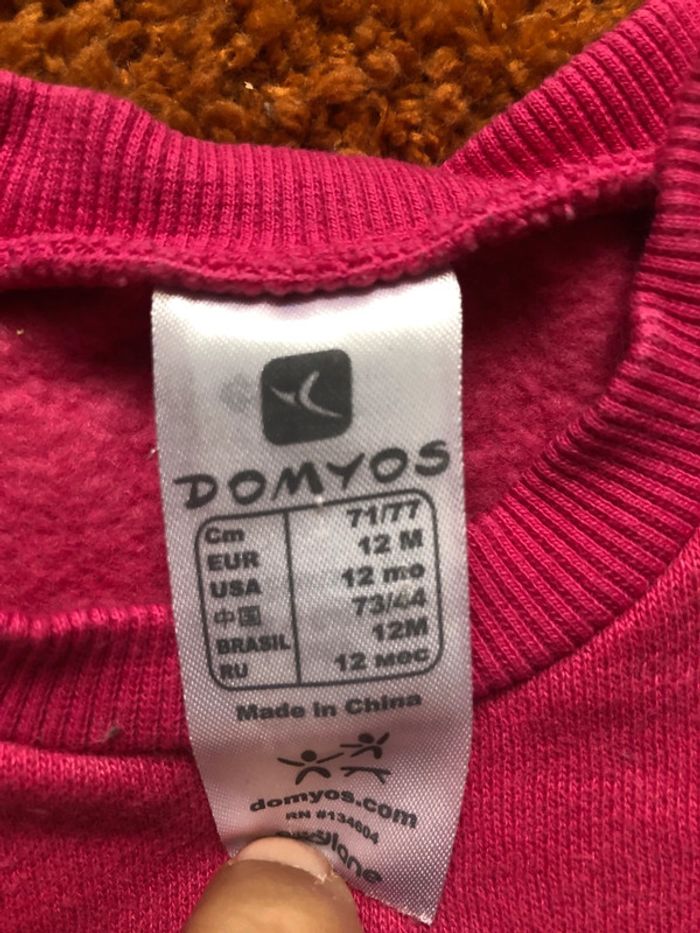 DOMYOS
Cm 71/77
EUR 12 M
USA 12 mo
中国 73/44
BRASIL 12M
RU 12 мес
Made in China
domyos.com
RN #134604